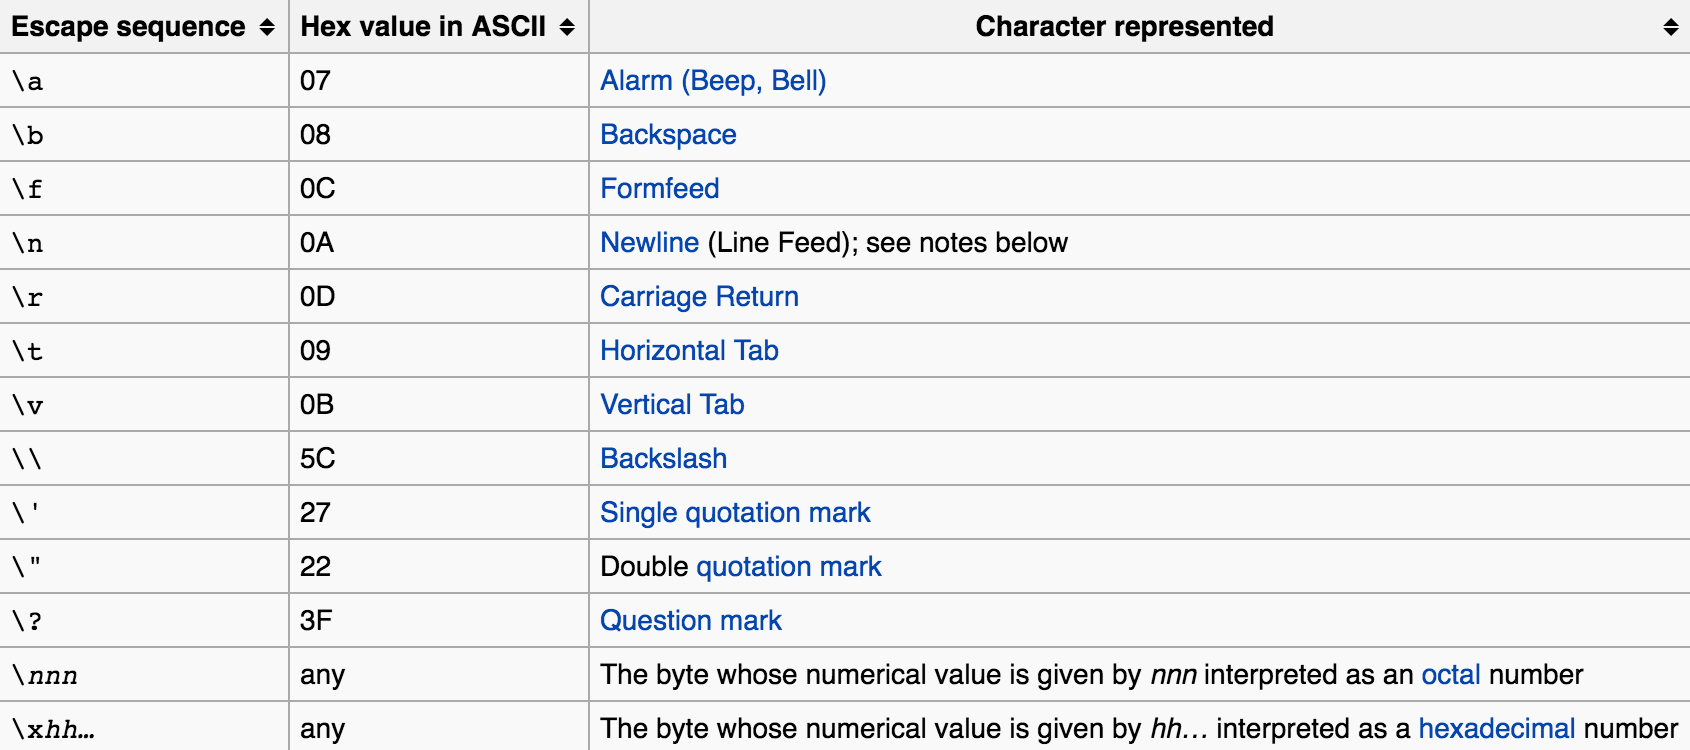 Escape sequence Hex value in ASCII Character represented
\a 07 Alarm (Beep, Bell)
\b 08 Backspace
\f 0C Formfeed
\n 0A Newline (Line Feed); see notes below
\r 0D Carriage Return
\t 09 Horizontal Tab
\v 0B Vertical Tab
\\ 5C Backslash
\' 27 Single quotation mark
\" 22 Double quotation mark
\? 3F Question mark
\nnn any The byte whose numerical value is given by nnn interpreted as an octal number
\xhh… any The byte whose numerical value is given by hh… interpreted as a hexadecimal number